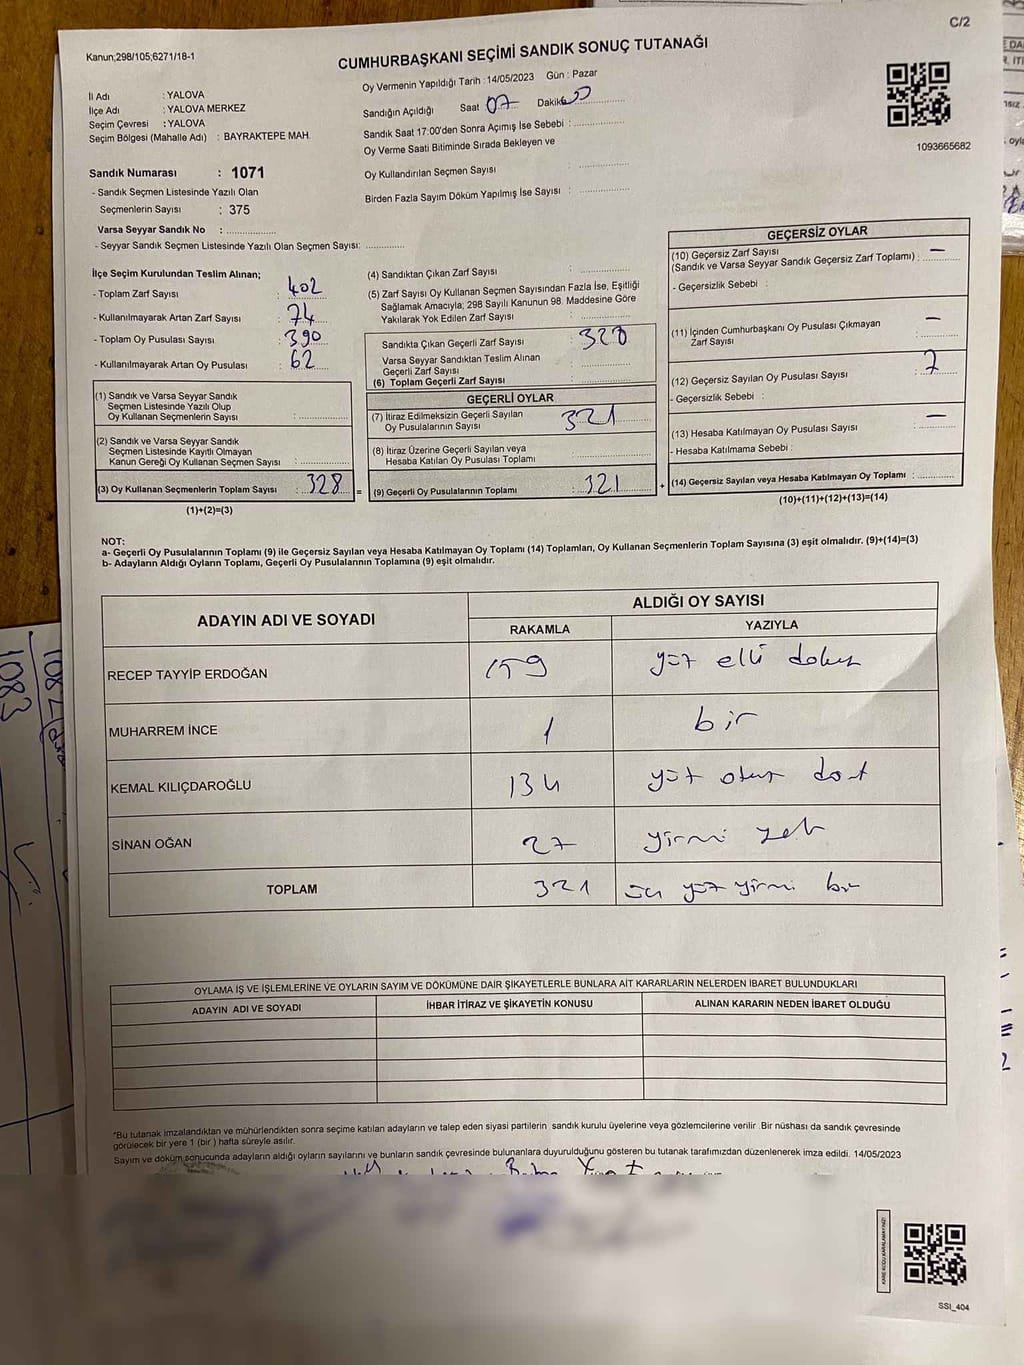 C/2
Kanun;298/105;6271/18-1
CUMHURBAŞKANI SEÇİMİ SANDIK SONUÇ TUTANAĞI
İl Adı : YALOVA
İlçe Adı : YALOVA MERKEZ
Seçim Çevresi : YALOVA
Seçim Bölgesi (Mahalle Adı) : BAYRAKTEPE MAH.
Oy Vermenin Yapıldığı Tarih : 14/05/2023 Gün : Pazar
Sandığın Açıldığı Saat 07 Dakika 00
Sandık Saat 17:00'den Sonra Açımış İse Sebebi :
Oy Verme Saati Bitiminde Sırada Bekleyen ve
Oy Kullandırılan Seçmen Sayısı :
Birden Fazla Sayım Döküm Yapılmış İse Sayısı :
1093665682
Sandık Numarası : 1071
- Sandık Seçmen Listesinde Yazılı Olan
Seçmenlerin Sayısı : 375
Varsa Seyyar Sandık No :
- Seyyar Sandık Seçmen Listesinde Yazılı Olan Seçmen Sayısı:
İlçe Seçim Kurulundan Teslim Alınan;
- Toplam Zarf Sayısı : 402
- Kullanılmayarak Artan Zarf Sayısı : 74
- Toplam Oy Pusulası Sayısı : 390
- Kullanılmayarak Artan Oy Pusulası : 62
(1) Sandık ve Varsa Seyyar Sandık
Seçmen Listesinde Yazılı Olup
Oy Kullanan Seçmenlerin Sayısı :
(2) Sandık ve Varsa Seyyar Sandık
Seçmen Listesinde Kayıtlı Olmayan
Kanun Gereği Oy Kullanan Seçmen Sayısı :
(3) Oy Kullanan Seçmenlerin Toplam Sayısı : 328
(1)+(2)=(3)
(4) Sandıktan Çıkan Zarf Sayısı :
(5) Zarf Sayısı Oy Kullanan Seçmen Sayısından Fazla İse, Eşitliği
Sağlamak Amacıyla; 298 Sayılı Kanunun 98. Maddesine Göre
Yakılarak Yok Edilen Zarf Sayısı :
Sandıkta Çıkan Geçerli Zarf Sayısı : 328
Varsa Seyyar Sandıktan Teslim Alınan
Geçerli Zarf Sayısı :
(6) Toplam Geçerli Zarf Sayısı :
GEÇERLİ OYLAR
(7) İtiraz Edilmeksizin Geçerli Sayılan
Oy Pusulalarının Sayısı : 321
(8) İtiraz Üzerine Geçerli Sayılan veya
Hesaba Katılan Oy Pusulası Toplamı :
= (9) Geçerli Oy Pusulalarının Toplamı : 321
GEÇERSİZ OYLAR
(10) Geçersiz Zarf Sayısı
(Sandık ve Varsa Seyyar Sandık Geçersiz Zarf Toplamı) : —
- Geçersizlik Sebebi :
(11) İçinden Cumhurbaşkanı Oy Pusulası Çıkmayan
Zarf Sayısı : —
(12) Geçersiz Sayılan Oy Pusulası Sayısı : 7
- Geçersizlik Sebebi :
(13) Hesaba Katılmayan Oy Pusulası Sayısı : —
- Hesaba Katılmama Sebebi :
+ (14) Geçersiz Sayılan veya Hesaba Katılmayan Oy Toplamı :
(10)+(11)+(12)+(13)=(14)
NOT:
a- Geçerli Oy Pusulalarının Toplamı (9) ile Geçersiz Sayılan veya Hesaba Katılmayan Oy Toplamı (14) Toplamları, Oy Kullanan Seçmenlerin Toplam Sayısına (3) eşit olmalıdır. (9)+(14)=(3)
b- Adayların Aldığı Oyların Toplamı, Geçerli Oy Pusulalarının Toplamına (9) eşit olmalıdır.
ADAYIN ADI VE SOYADI
ALDIĞI OY SAYISI
RAKAMLA YAZIYLA
RECEP TAYYİP ERDOĞAN 159 yüz elli dokuz
MUHARREM İNCE 1 bir
KEMAL KILIÇDAROĞLU 134 yüz otuz dört
SİNAN OĞAN 27 yirmi yedi
TOPLAM 321 üç yüz yirmi bir
OYLAMA İŞ VE İŞLEMLERİNE VE OYLARIN SAYIM VE DÖKÜMÜNE DAİR ŞİKAYETLERLE BUNLARA AİT KARARLARIN NELERDEN İBARET BULUNDUKLARI
ADAYIN ADI VE SOYADI İHBAR İTİRAZ VE ŞİKAYETİN KONUSU ALINAN KARARIN NEDEN İBARET OLDUĞU
*Bu tutanak imzalandıktan ve mühürlendikten sonra seçime katılan adayların ve talep eden siyasi partilerin sandık kurulu üyelerine veya gözlemcilerine verilir .Bir nüshası da sandık çevresinde
görülecek bir yere 1 (bir ) hafta süreyle asılır.
Sayım ve döküm sonucunda adayların aldığı oyların sayılarını ve bunların sandık çevresinde bulunanlara duyurulduğunu gösteren bu tutanak tarafımızdan düzenlenerek imza edildi. 14/05/2023
SSI_404
1082
1083